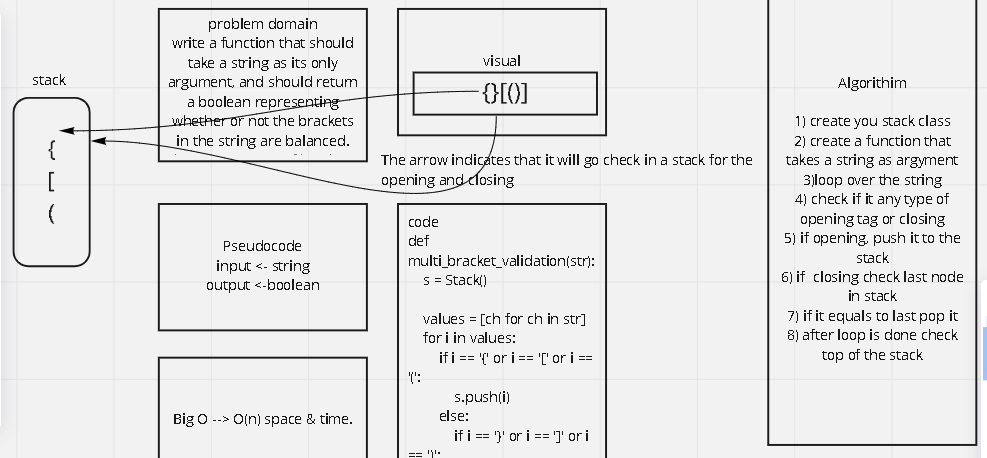 stack
{
[
(
problem domain
write a function that should
take a string as its only
argument, and should return
a boolean representing
whether or not the brackets
in the string are balanced.
visual
{}[()]
The arrow indicates that it will go check in a stack for the
opening and closing
Pseudocode
input <- string
output <-boolean
Big O --> O(n) space & time.
code
def
multi_bracket_validation(str):
s = Stack()
values = [ch for ch in str]
for i in values:
if i == '{' or i == '[' or i ==
'(':
s.push(i)
else:
if i == '}' or i == ']' or i
== ')':
Algorithim
1) create you stack class
2) create a function that
takes a string as argyment
3)loop over the string
4) check if it any type of
opening tag or closing
5) if opening, push it to the
stack
6) if closing check last node
in stack
7) if it equals to last pop it
8) after loop is done check
top of the stack